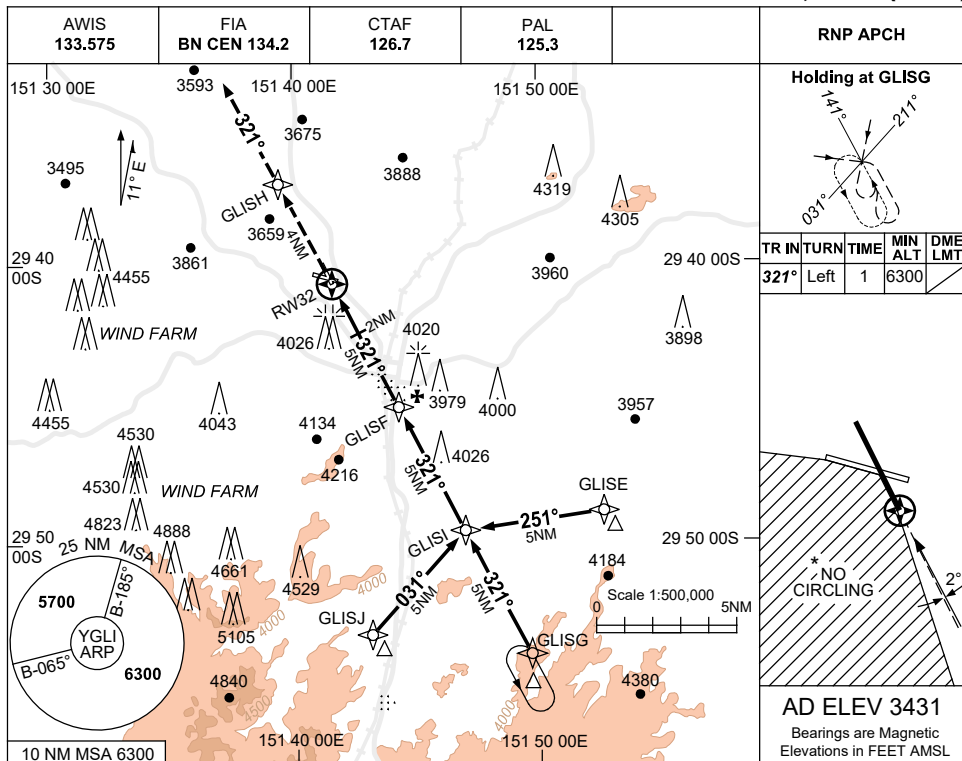 AWIS
133.575
FIA
BN CEN 134.2
CTAF
126.7
PAL
125.3
RNP APCH
151 30 00E
151 40 00E
151 50 00E
Holding at GLISG
141°
211°
031°
TR IN TURN TIME MIN ALT DME LMT
321° Left 1 6300
3593
321°
3675
3495
11° E
3888
4319
4305
GLISH
3659
4NM
3861
29 40
00S
4455
3960
29 40 00S
RW32
WIND FARM
2NM
4026
321°
5NM
4020
3898
4455
4043
3979
4000
4134
GLISF
3957
4530
4216
4026
4530
WIND FARM
321°
5NM
GLISE
4823
251°
5NM
29 50
00S
4888
GLISI
29 50 00S
25 NM MSA
4661
4529
4000
4184
* NO
CIRCLING
2°
5700
B-185°
031°
5NM
321°
5NM
Scale 1:500,000
0
5NM
YGLI
ARP
5105
4000
GLISJ
GLISG
B-065°
6300
4840
4500
4000
4380
AD ELEV 3431
Bearings are Magnetic
Elevations in FEET AMSL
10 NM MSA 6300
151 40 00E
151 50 00E